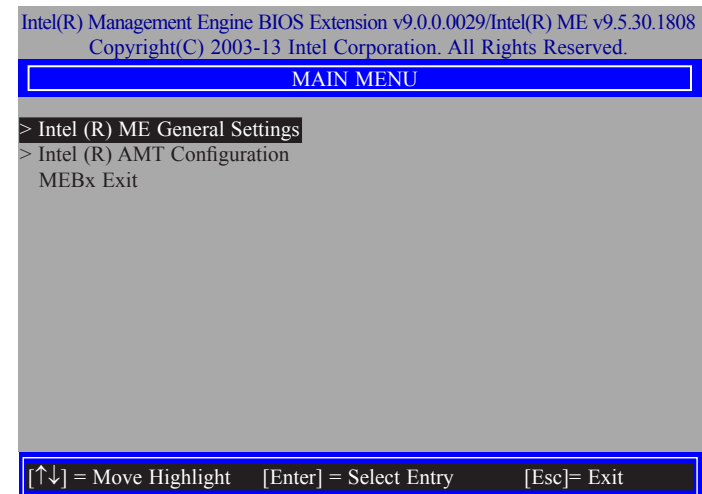 Intel(R) Management Engine BIOS Extension v9.0.0.0029/Intel(R) ME v9.5.30.1808
Copyright(C) 2003-13 Intel Corporation. All Rights Reserved.
MAIN MENU
> Intel (R) ME General Settings
> Intel (R) AMT Configuration
MEBx Exit
[↑↓] = Move Highlight [Enter] = Select Entry [Esc]= Exit